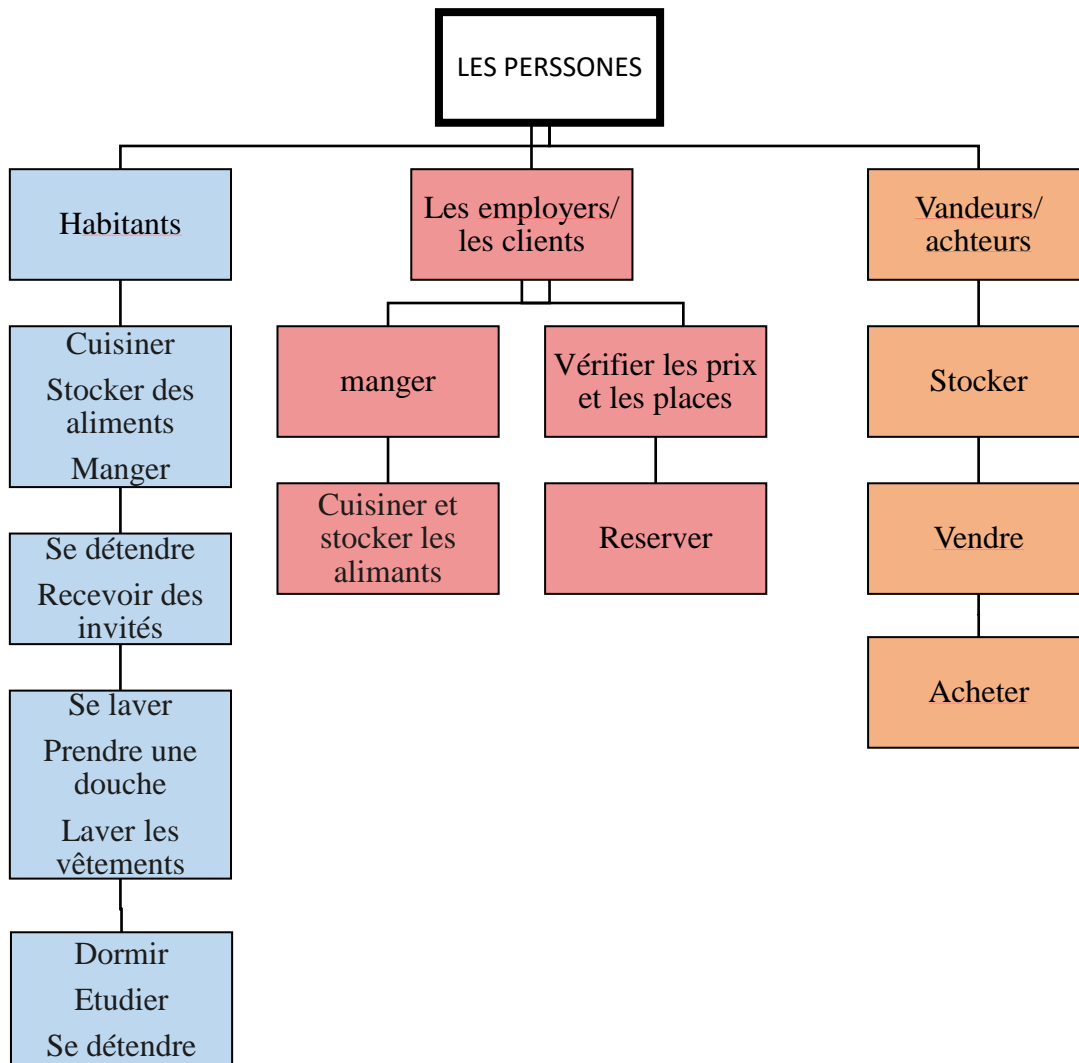 LES PERSSONES
Habitants
Cuisiner
Stocker des
aliments
Manger
Se détendre
Recevoir des
invités
Se laver
Prendre une
douche
Laver les
vêtements
Dormir
Etudier
Se détendre
Les employers/
les clients
manger
Cuisiner et
stocker les
alimants
Vérifier les prix
et les places
Reserver
Vandeurs/
achteurs
Stocker
Vendre
Acheter